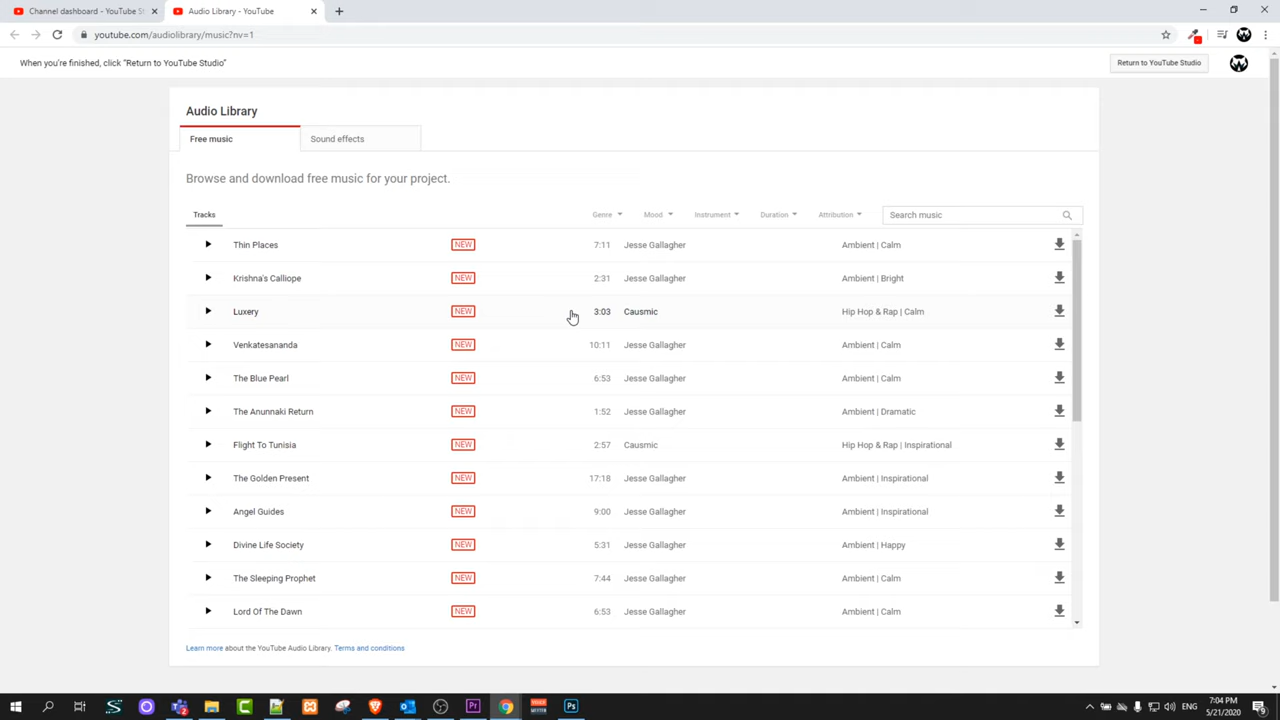 Channel dashboard - YouTube St
Audio Library - YouTube
youtube.com/audiolibrary/music?nv=1
When you're finished, click "Return to YouTube Studio"
Return to YouTube Studio
Audio Library
Free music
Sound effects
Browse and download free music for your project.
Tracks Genre Mood Instrument Duration Attribution Search music
Thin Places NEW 7:11 Jesse Gallagher Ambient | Calm
Krishna's Calliope NEW 2:31 Jesse Gallagher Ambient | Bright
Luxery NEW 3:03 Causmic Hip Hop & Rap | Calm
Venkatesananda NEW 10:11 Jesse Gallagher Ambient | Calm
The Blue Pearl NEW 6:53 Jesse Gallagher Ambient | Calm
The Anunnaki Return NEW 1:52 Jesse Gallagher Ambient | Dramatic
Flight To Tunisia NEW 2:57 Causmic Hip Hop & Rap | Inspirational
The Golden Present NEW 17:18 Jesse Gallagher Ambient | Inspirational
Angel Guides NEW 9:00 Jesse Gallagher Ambient | Inspirational
Divine Life Society NEW 5:31 Jesse Gallagher Ambient | Happy
The Sleeping Prophet NEW 7:44 Jesse Gallagher Ambient | Calm
Lord Of The Dawn NEW 6:53 Jesse Gallagher Ambient | Calm
Learn more about the YouTube Audio Library. Terms and conditions
Pr
Ps
ENG
7:04 PM
5/21/2020